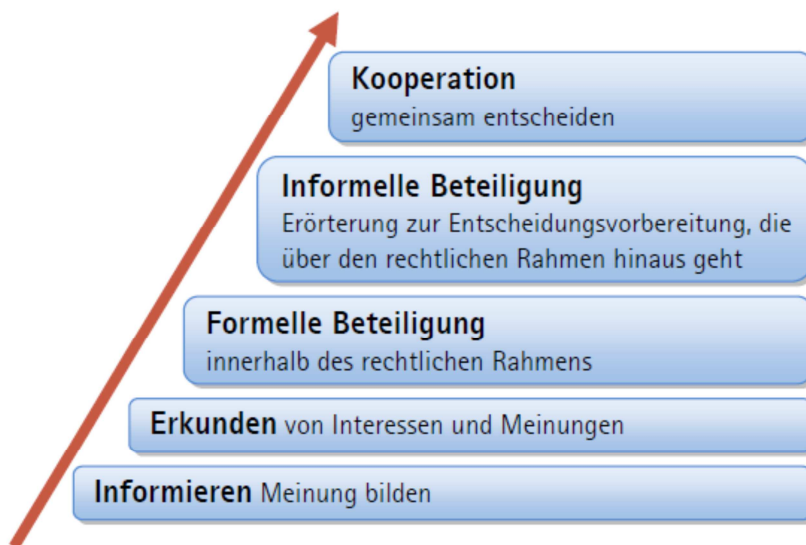 Kooperation
gemeinsam entscheiden
Informelle Beteiligung
Erörterung zur Entscheidungsvorbereitung, die
über den rechtlichen Rahmen hinaus geht
Formelle Beteiligung
innerhalb des rechtlichen Rahmens
Erkunden von Interessen und Meinungen
Informieren Meinung bilden